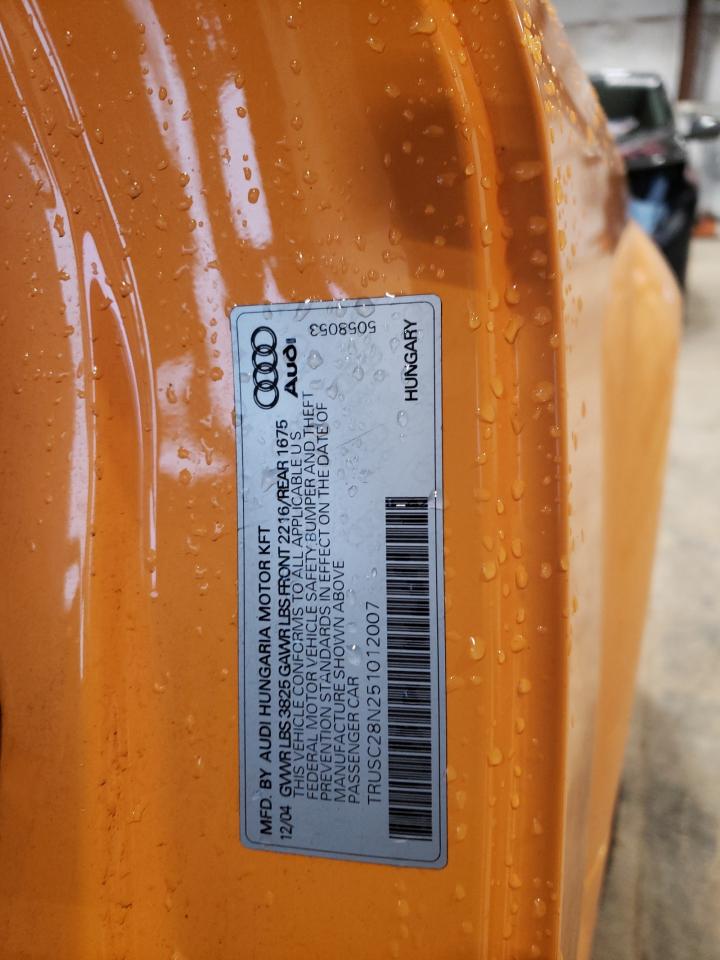 MFD. BY AUDI HUNGARIA MOTOR KFT
12/04 GVWR LBS 3825 GAWR LBS FRONT 2216/REAR 1675
THIS VEHICLE CONFORMS TO ALL APPLICABLE U S
FEDERAL MOTOR VEHICLE SAFETY BUMPER AND THEFT
PREVENTION STANDARDS IN EFFECT ON THE DATE OF
MANUFACTURE SHOWN ABOVE
PASSENGER CAR
TRUSC28N251012007
Audi
5058053
HUNGARY